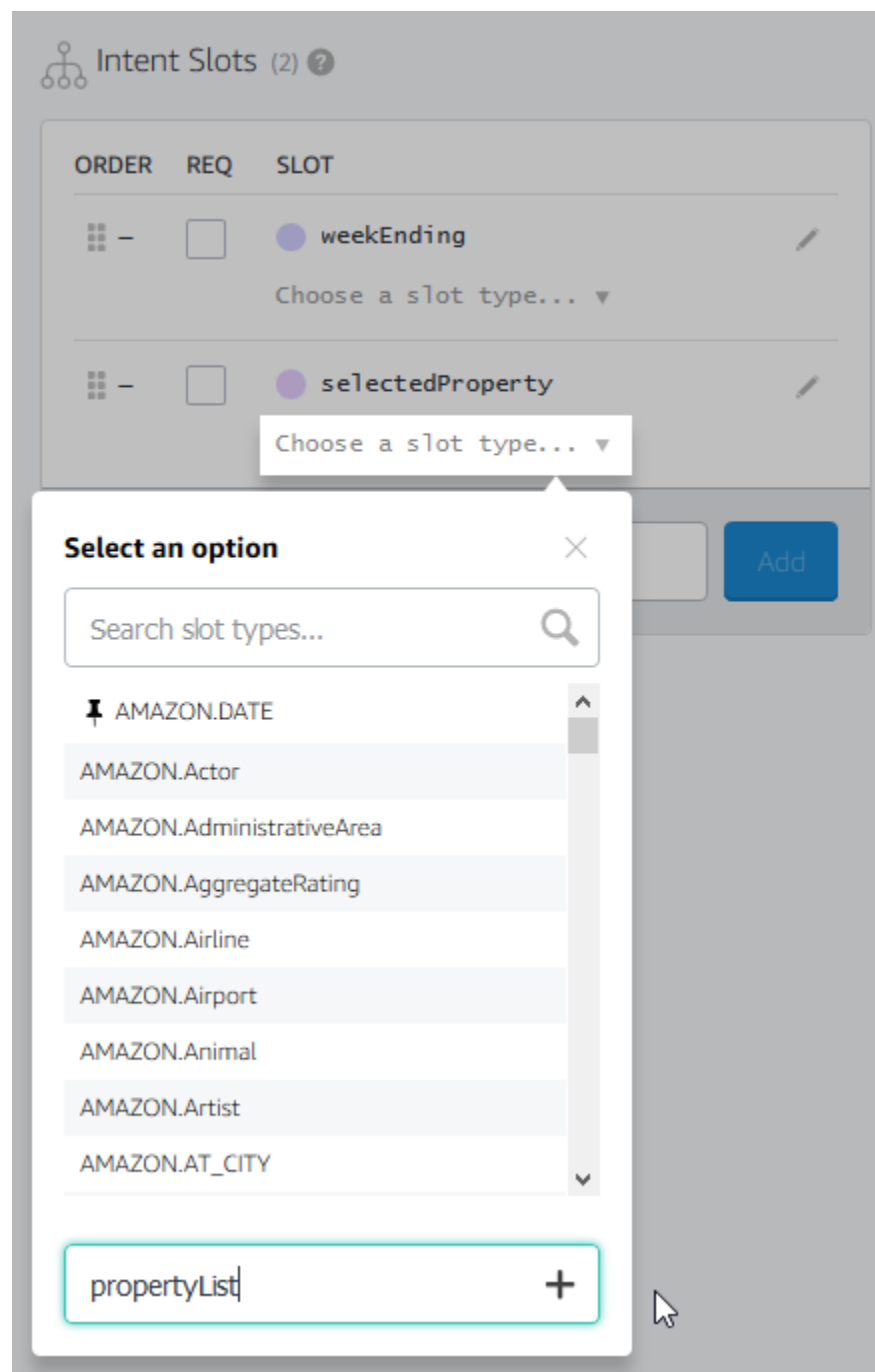 Intent Slots (2) ?
ORDER REQ SLOT
– weekEnding
Choose a slot type... ▼
– selectedProperty
Choose a slot type... ▼
Select an option
Add
Search slot types...
AMAZON.DATE
AMAZON.Actor
AMAZON.AdministrativeArea
AMAZON.AggregateRating
AMAZON.Airline
AMAZON.Airport
AMAZON.Animal
AMAZON.Artist
AMAZON.AT_CITY
propertyList +